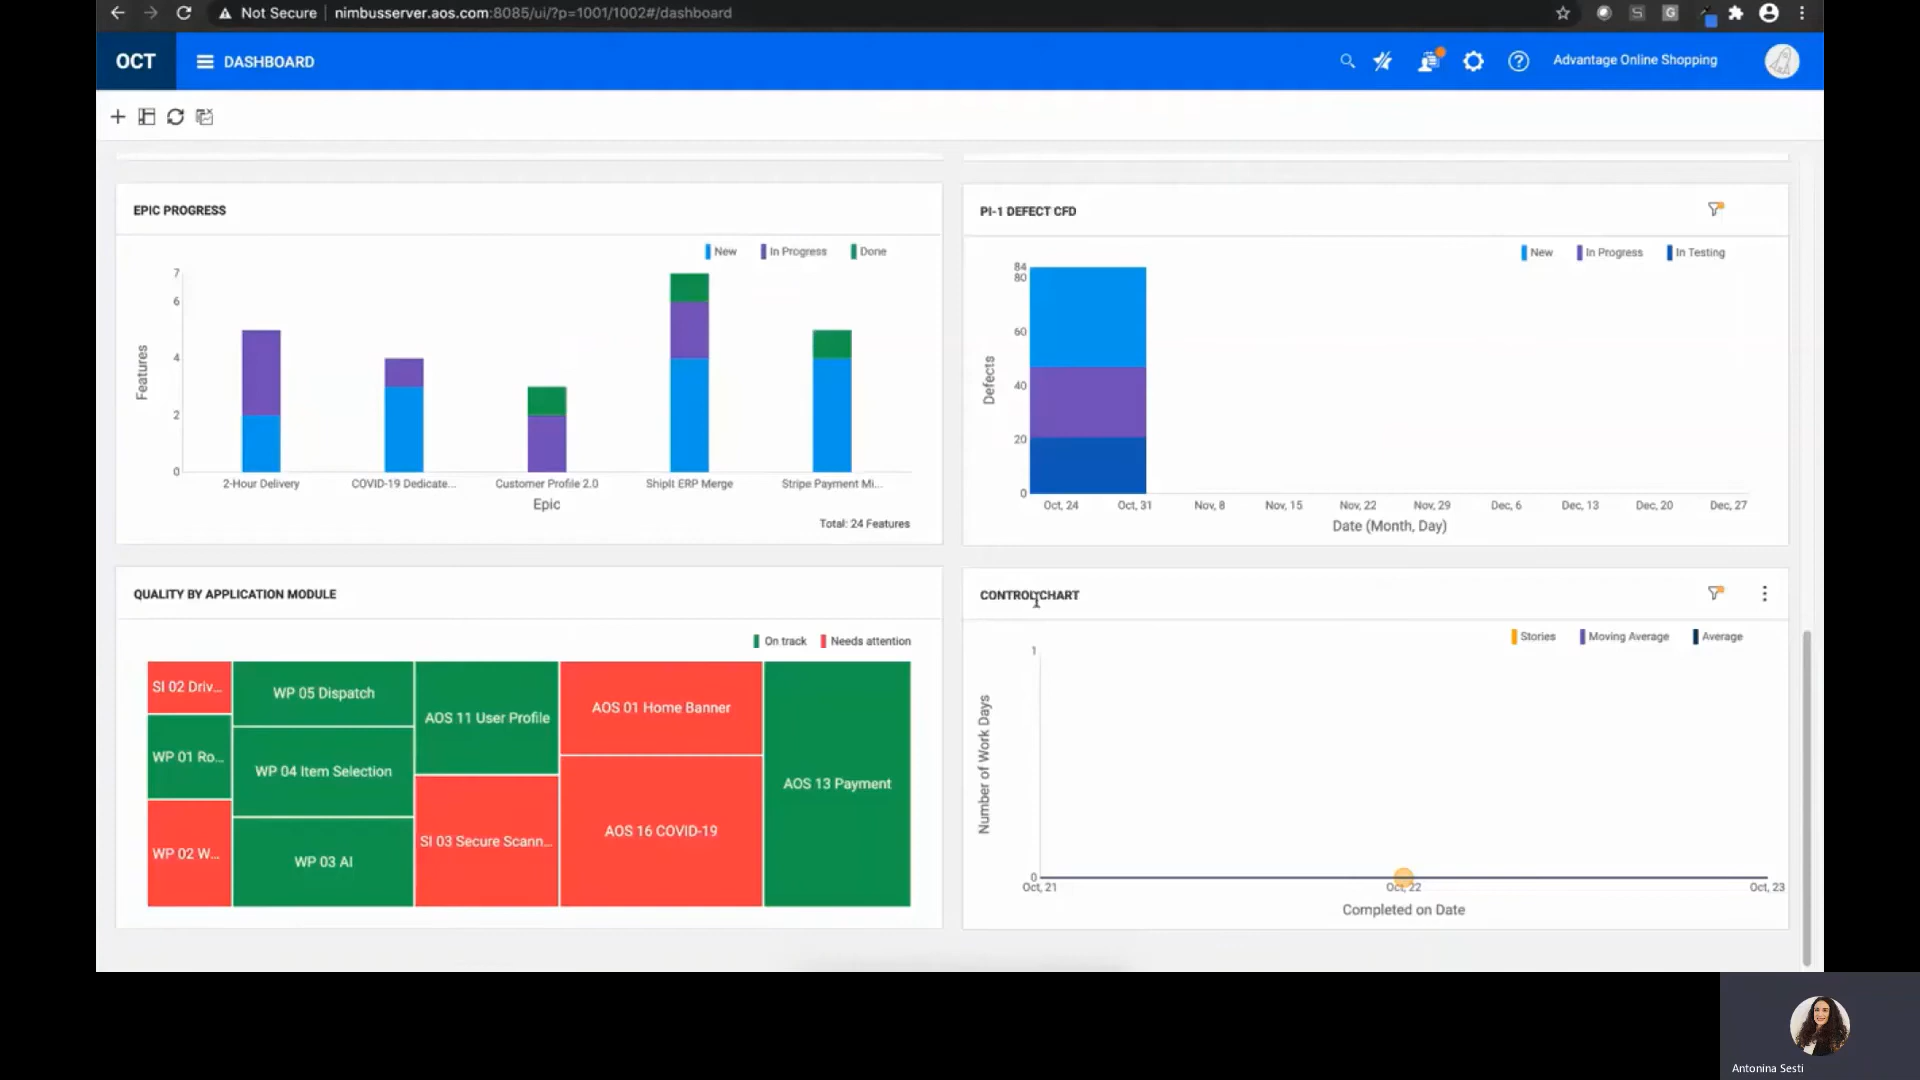 Not Secure | nimbusserver.aos.com:8085/ui/?p=1001/1002#/dashboard
S
G
OCT
DASHBOARD
Advantage Online Shopping
EPIC PROGRESS
New
In Progress
Done
7
6
4
2
0
Features
2-Hour Delivery
COVID-19 Dedicate...
Customer Profile 2.0
ShipIt ERP Merge
Stripe Payment Mi...
Epic
Total: 24 Features
PI-1 DEFECT CFD
New
In Progress
In Testing
84
80
60
40
20
0
Defects
Oct, 24
Oct, 31
Nov, 8
Nov, 15
Nov, 22
Nov, 29
Dec, 6
Dec, 13
Dec, 20
Dec, 27
Date (Month, Day)
QUALITY BY APPLICATION MODULE
On track
Needs attention
SI 02 Driv...
WP 01 Ro...
WP 02 W...
WP 05 Dispatch
WP 04 Item Selection
WP 03 AI
AOS 11 User Profile
SI 03 Secure Scann...
AOS 01 Home Banner
AOS 16 COVID-19
AOS 13 Payment
CONTROL CHART
Stories
Moving Average
Average
1
0
Number of Work Days
Oct, 21
Oct, 22
Oct, 23
Completed on Date
Antonina Sesti